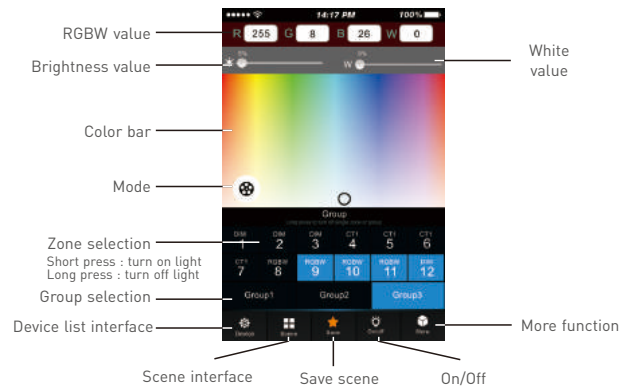 14:17 PM 100%
RGBW value R 255 G 8 B 26 W 0
0% 0%
Brightness value W White value
Color bar
Mode
Group
DIM DIM DIM CT1 CT1 CT1
Zone selection 1 2 3 4 5 6
Short press : turn on light
Long press : turn off light
CT1 RGBW RGBW RGBW RGBW
7 8 9 10 11 12
Group selection Group1 Group2 Group3
Device list interface More function
Device Scene Save On/off More
Scene interface Save scene On/Off